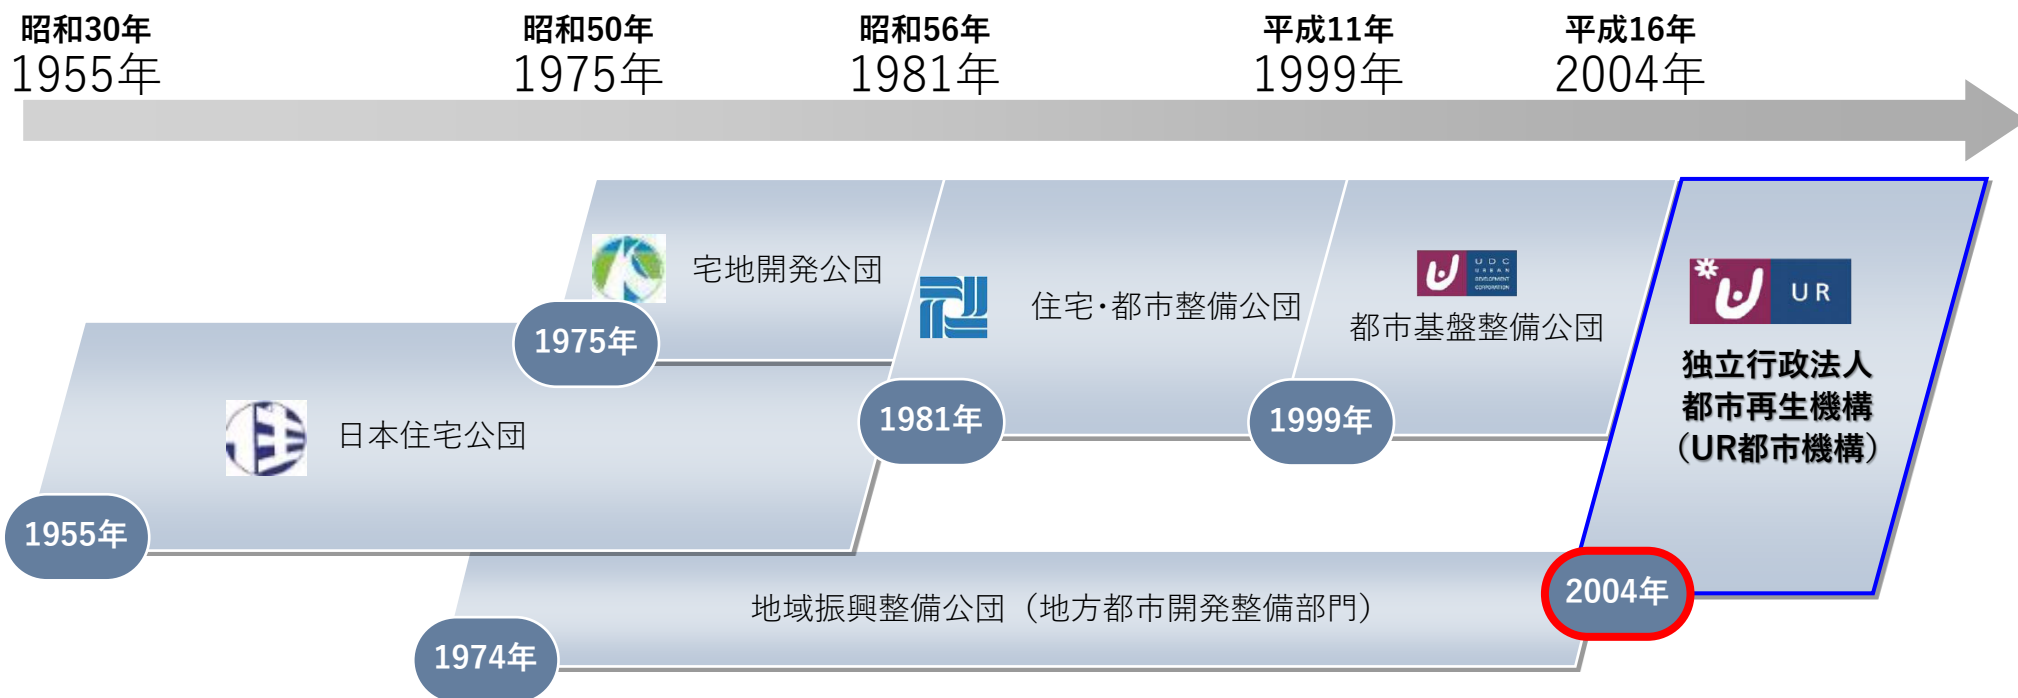 昭和30年
1955年
昭和50年
1975年
昭和56年
1981年
平成11年
1999年
平成16年
2004年
宅地開発公団
1975年
日本住宅公団
1955年
住宅・都市整備公団
1981年
UDC
URBAN
DEVELOPMENT
CORPORATION
都市基盤整備公団
1999年
UR
独立行政法人
都市再生機構
（UR都市機構）
2004年
地域振興整備公団（地方都市開発整備部門）
1974年